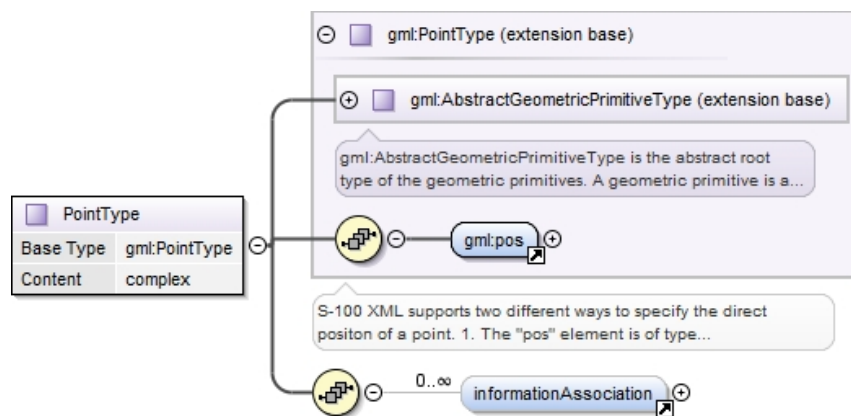 gml:PointType (extension base)
gml:AbstractGeometricPrimitiveType (extension base)
gml:AbstractGeometricPrimitiveType is the abstract root
type of the geometric primitives. A geometric primitive is a...
PointType
Base Type gml:PointType
Content complex
gml:pos
S-100 XML supports two different ways to specify the direct
positon of a point. 1. The "pos" element is of type...
0..∞
informationAssociation